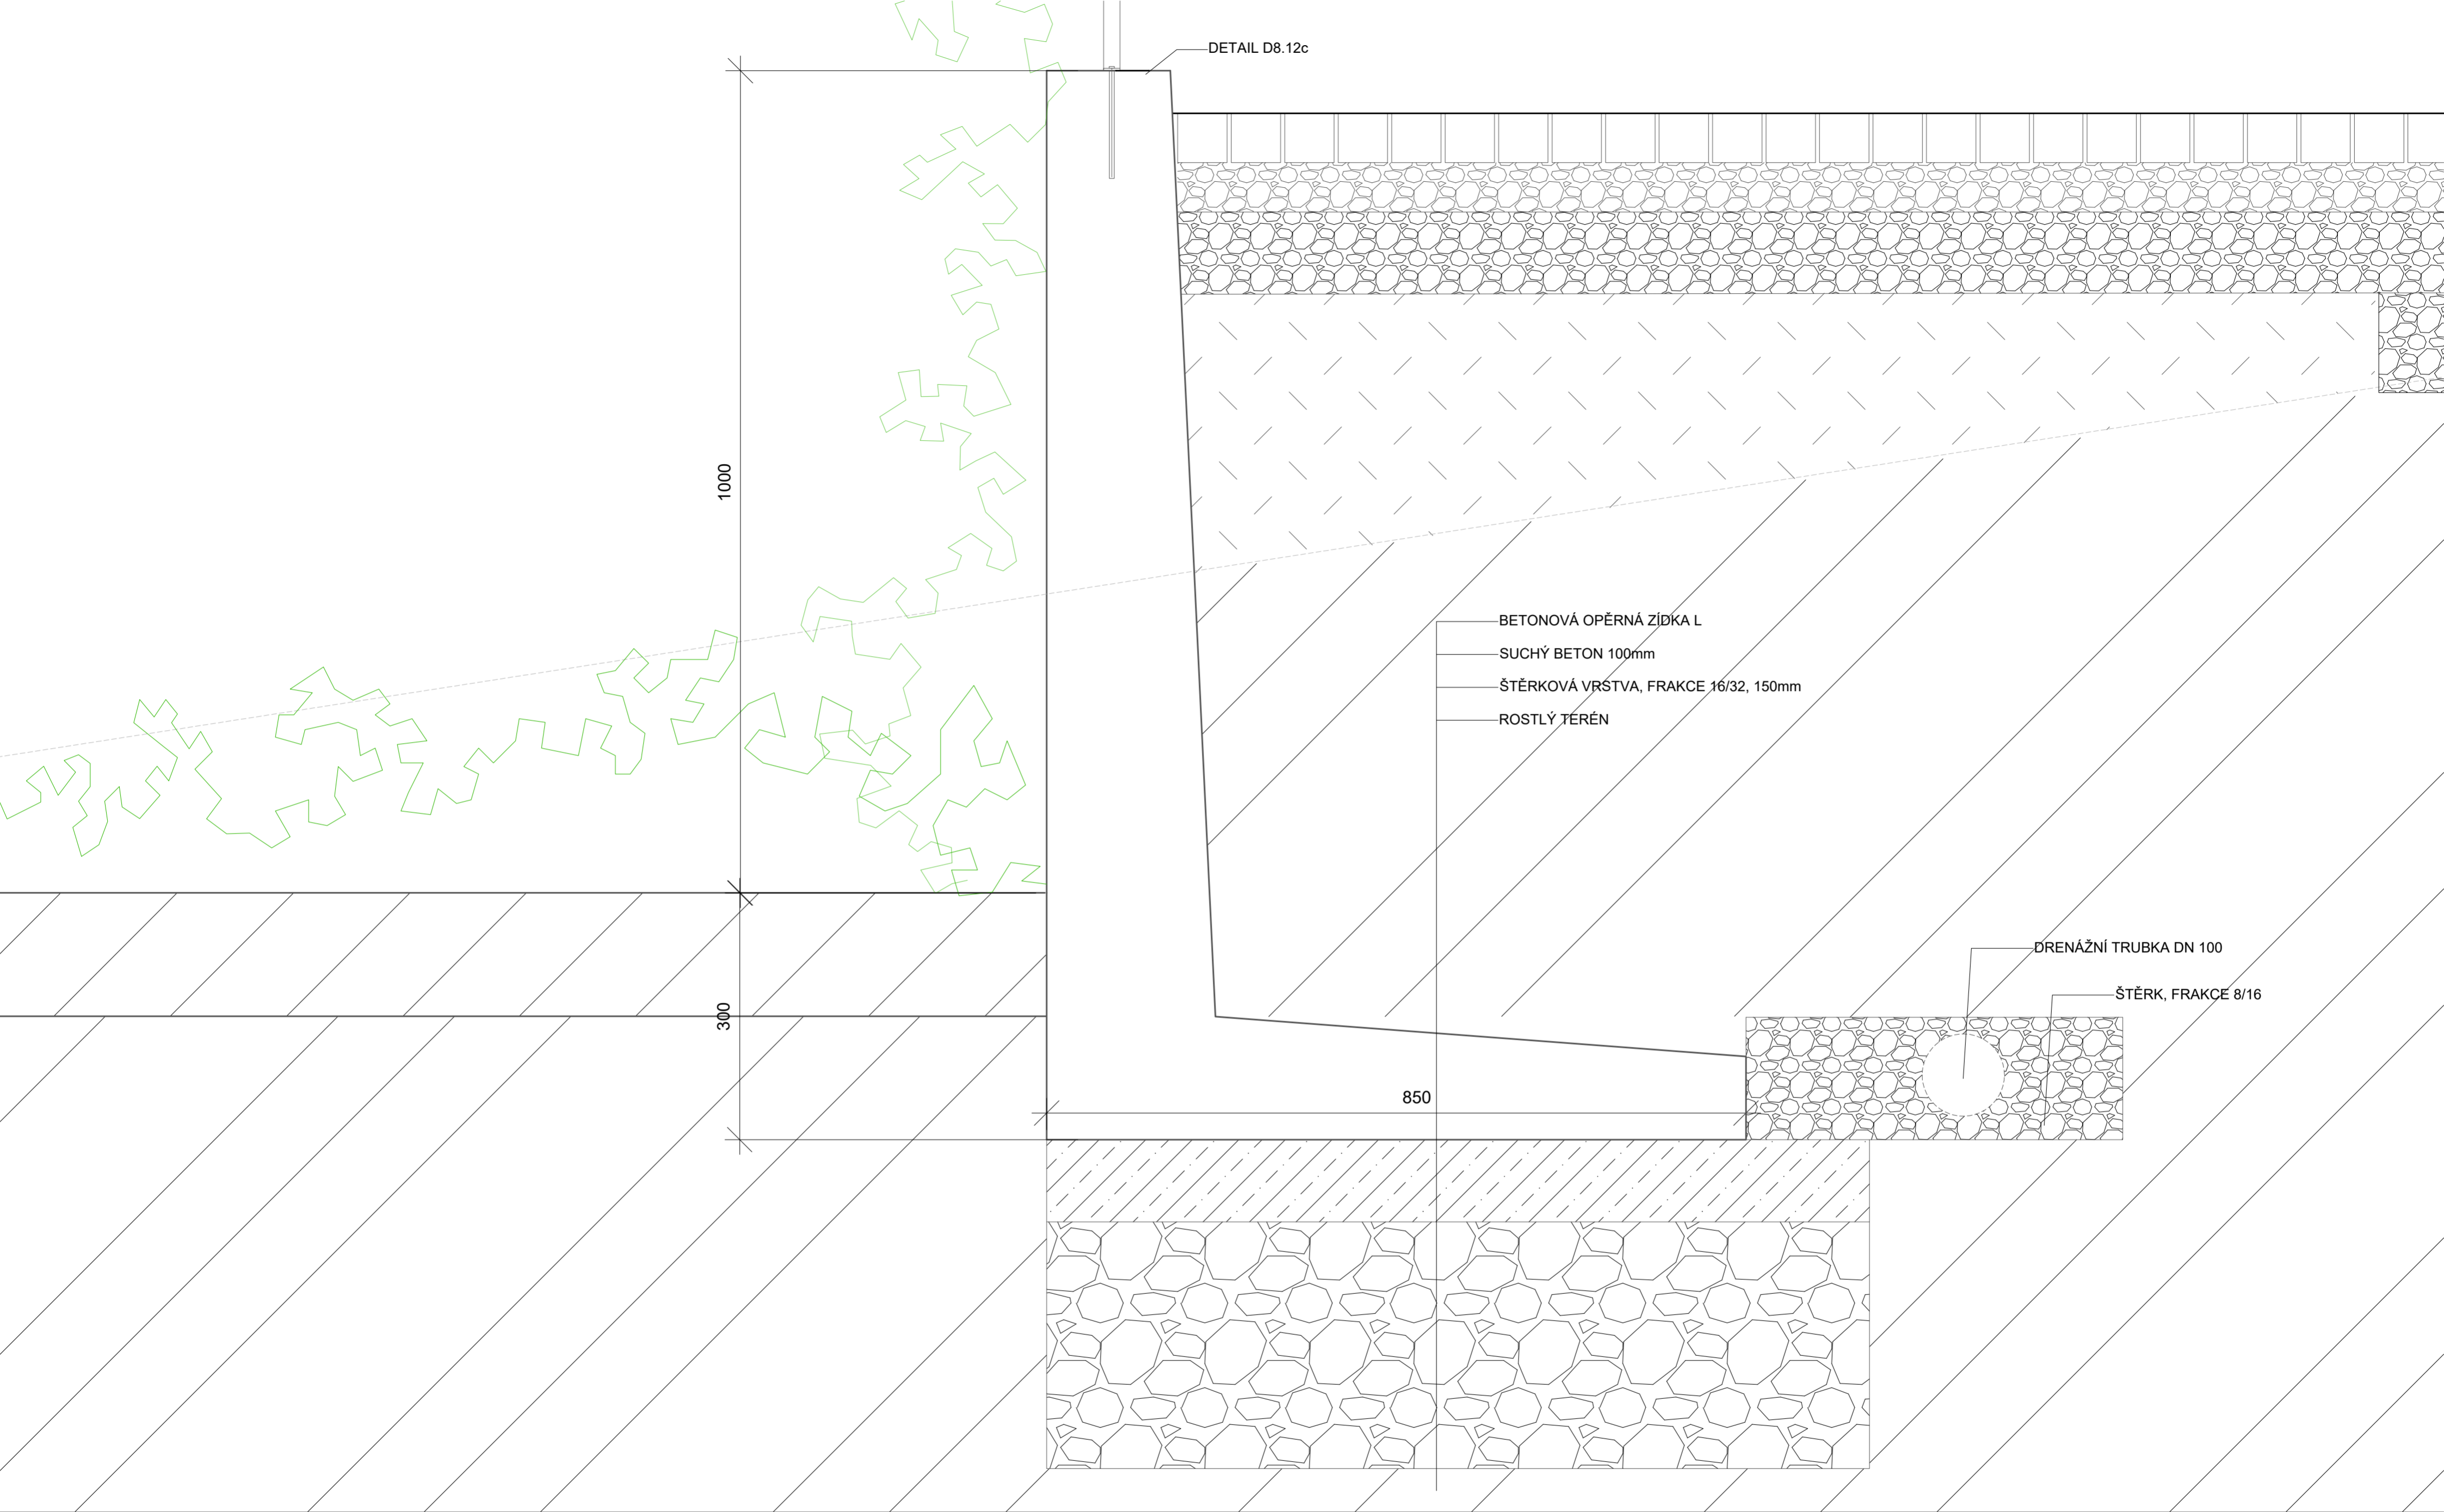 DETAIL D8.12c
1000
BETONOVÁ OPĚRNÁ ZÍDKA L
SUCHÝ BETON 100mm
ŠTĚRKOVÁ VRSTVA, FRAKCE 16/32, 150mm
ROSTLÝ TERÉN
DRENÁŽNÍ TRUBKA DN 100
ŠTĚRK, FRAKCE 8/16
300
850